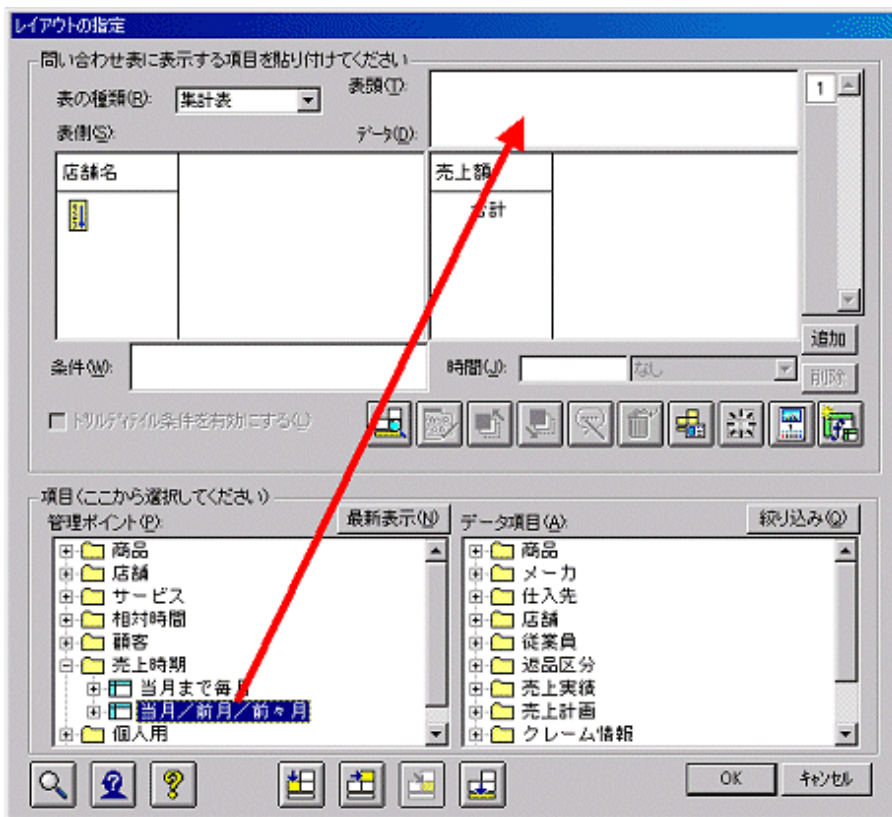 レイアウトの指定
問い合わせ表に表示する項目を貼り付けてください
表の種類(R): 集計表 表頭(T): 1
表側(S): データ(D):
店舗名 売上額
合計
追加
条件(W): 時間(J): なし 削除
ドリルディテイル条件を有効にする(L)
項目(ここから選択してください)
管理ポイント(P): 最新表示(N) データ項目(A): 絞り込み(Q)
商品 商品
店舗 メーカ
サービス 仕入先
相対時間 店舗
顧客 従業員
売上時期 返品区分
当月まで毎月 売上実績
当月/前月/前々月 売上計画
個人用 クレーム情報
OK キャンセル